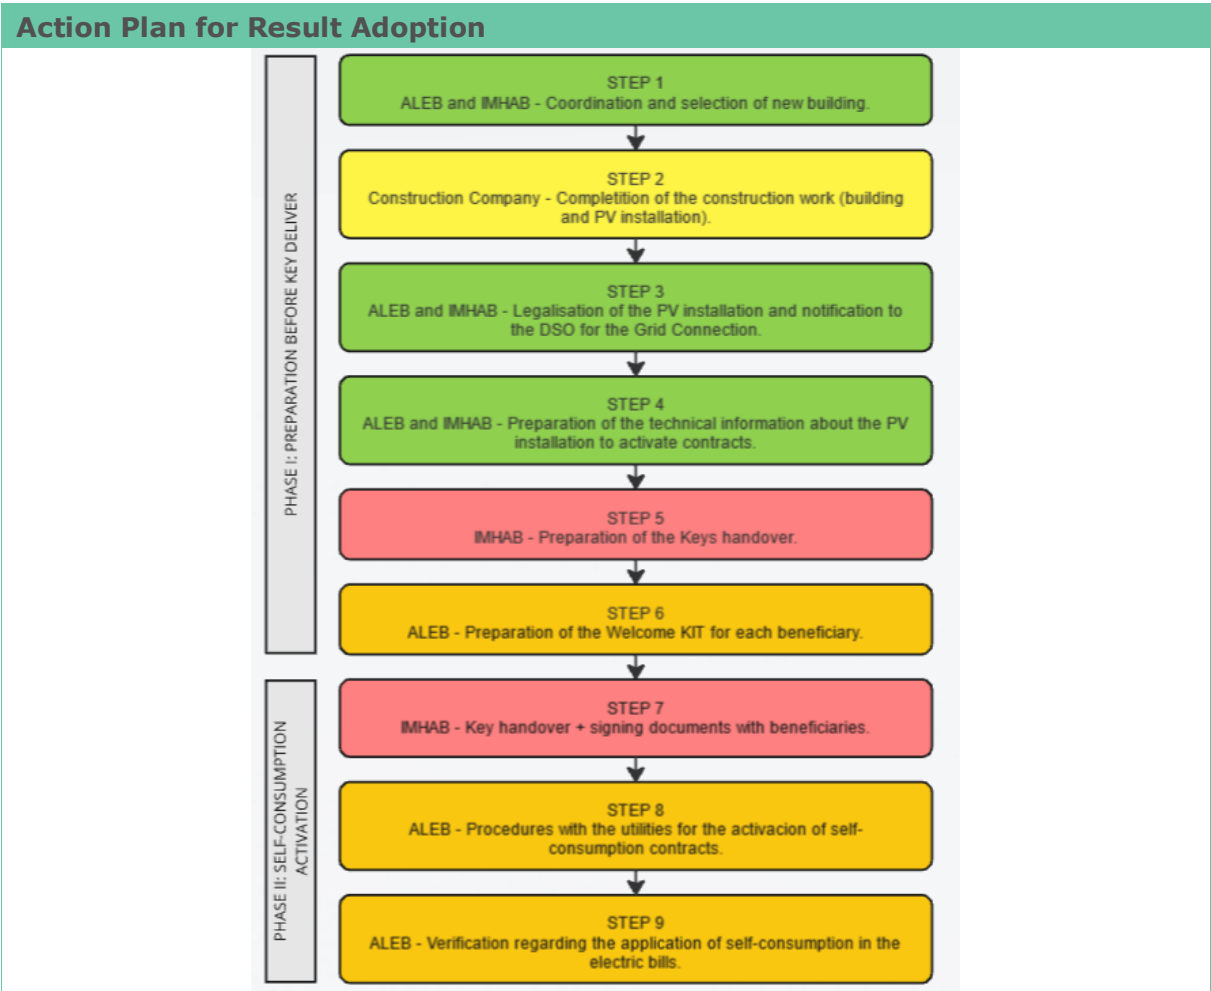 Action Plan for Result Adoption
PHASE I: PREPARATION BEFORE KEY DELIVER
STEP 1
ALEB and IMHAB - Coordination and selection of new building.
STEP 2
Construction Company - Completition of the construction work (building
and PV installation).
STEP 3
ALEB and IMHAB - Legalisation of the PV installation and notification to
the DSO for the Grid Connection.
STEP 4
ALEB and IMHAB - Preparation of the technical information about the PV
installation to activate contracts.
STEP 5
IMHAB - Preparation of the Keys handover.
STEP 6
ALEB - Preparation of the Welcome KIT for each beneficiary.
PHASE II: SELF-CONSUMPTION
ACTIVATION
STEP 7
IMHAB - Key handover + signing documents with beneficiaries.
STEP 8
ALEB - Procedures with the utilities for the activacion of self-
consumption contracts.
STEP 9
ALEB - Verification regarding the application of self-consumption in the
electric bills.